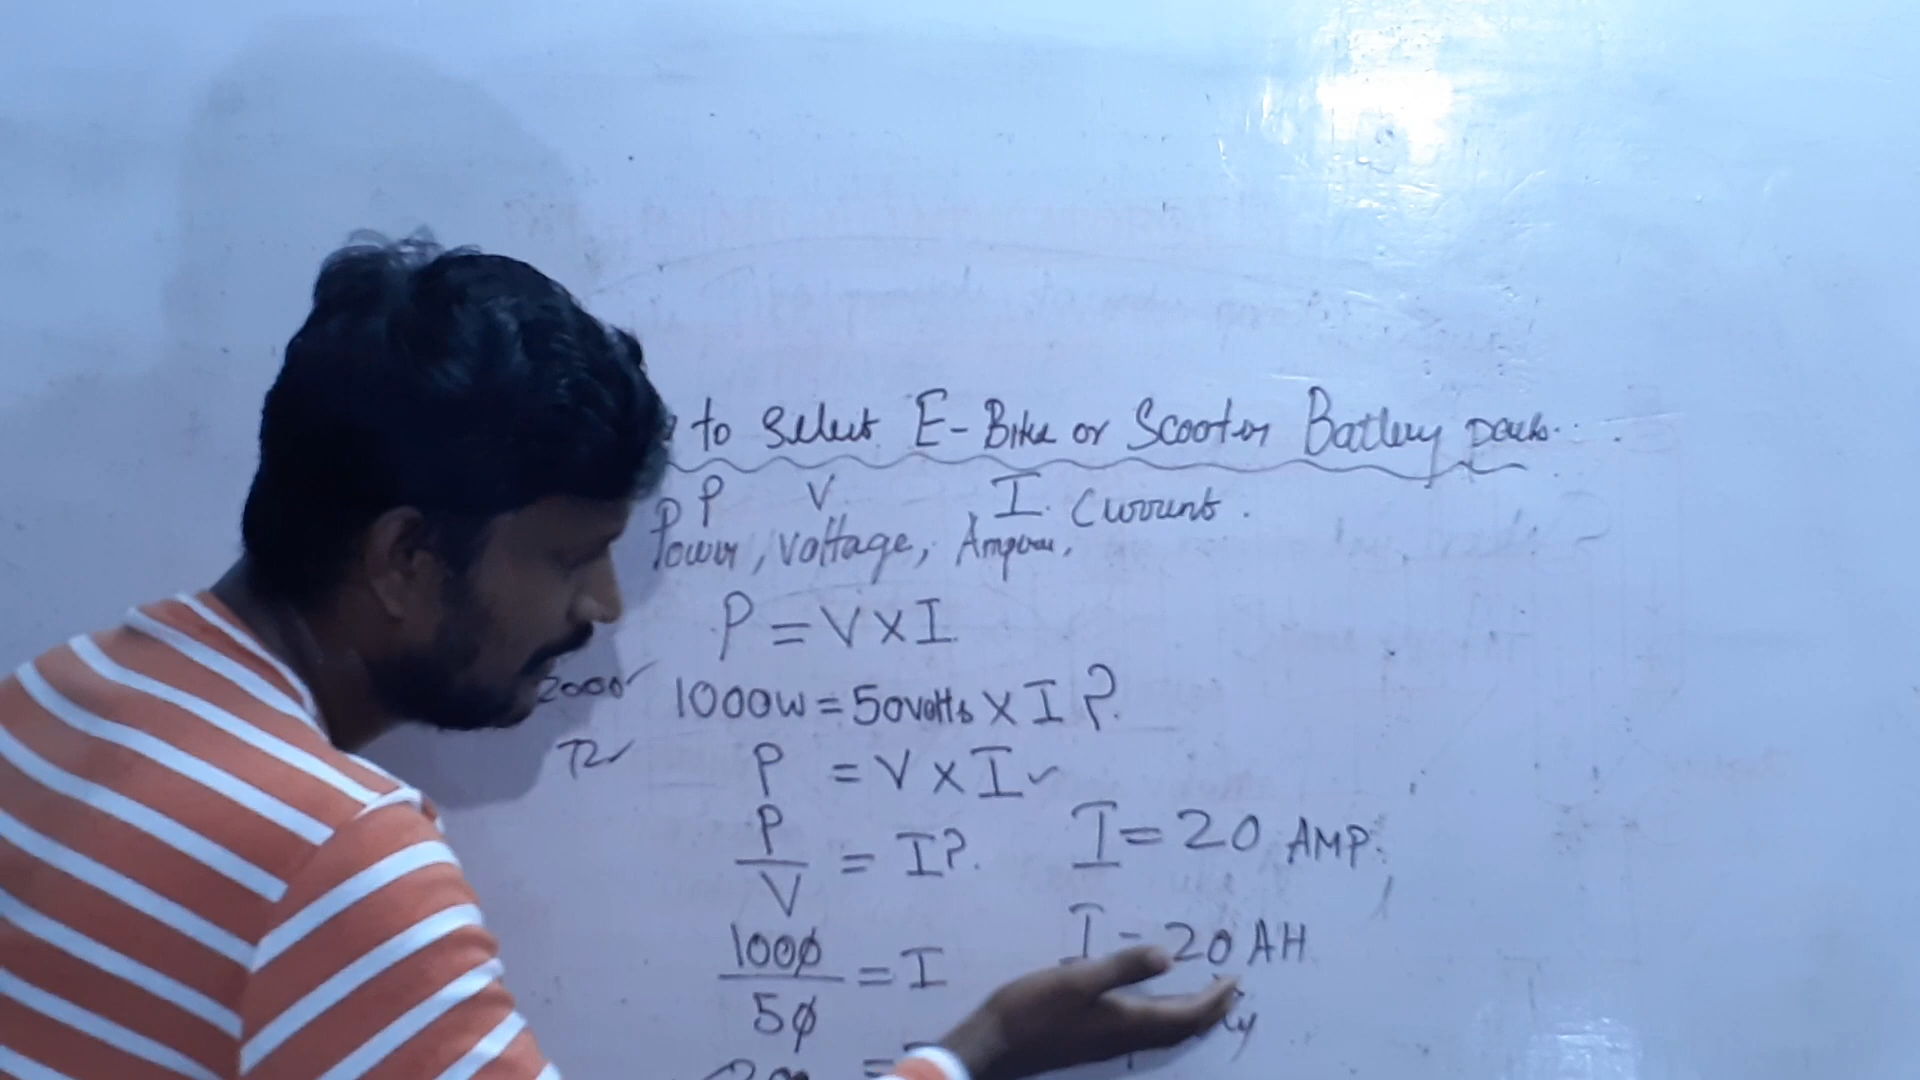 to Select E-Bike or Scooter Battery pack...
P V I Current.
Power, Voltage, Ampere,
P = V X I
2000 1000W = 50volts X I ?
72 P = V X I
P/V = I?.
I = 20 AMP.
1000/50 = I
I = 20 AH